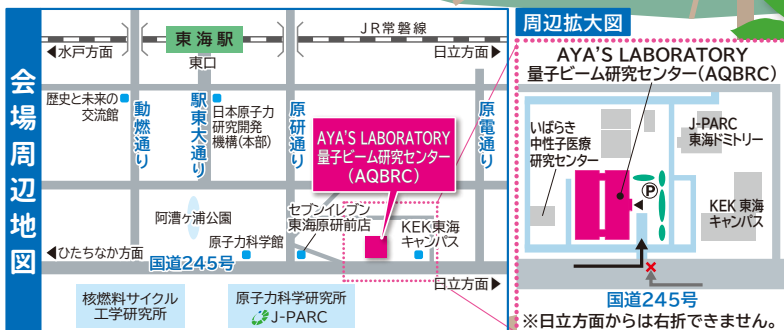 会場周辺地図
東海駅
東口
JR常磐線
◀水戸方面
日立方面▶
歴史と未来の
交流館
動燃通り
駅東大通り
日本原子力
研究開発
機構(本部)
原研通り
原電通り
AYA'S LABORATORY
量子ビーム研究センター
(AQBRC)
阿漕ヶ浦公園
セブンイレブン
東海原研前店
KEK 東海
キャンパス
原子力科学館
◀ひたちなか方面
国道245号
日立方面▶
核燃料サイクル
工学研究所
原子力科学研究所
J-PARC
周辺拡大図
AYA'S LABORATORY
量子ビーム研究センター(AQBRC)
いばらき
中性子医療
研究センター
J-PARC
東海ドミトリー
P
KEK 東海
キャンパス
国道245号
※日立方面からは右折できません。